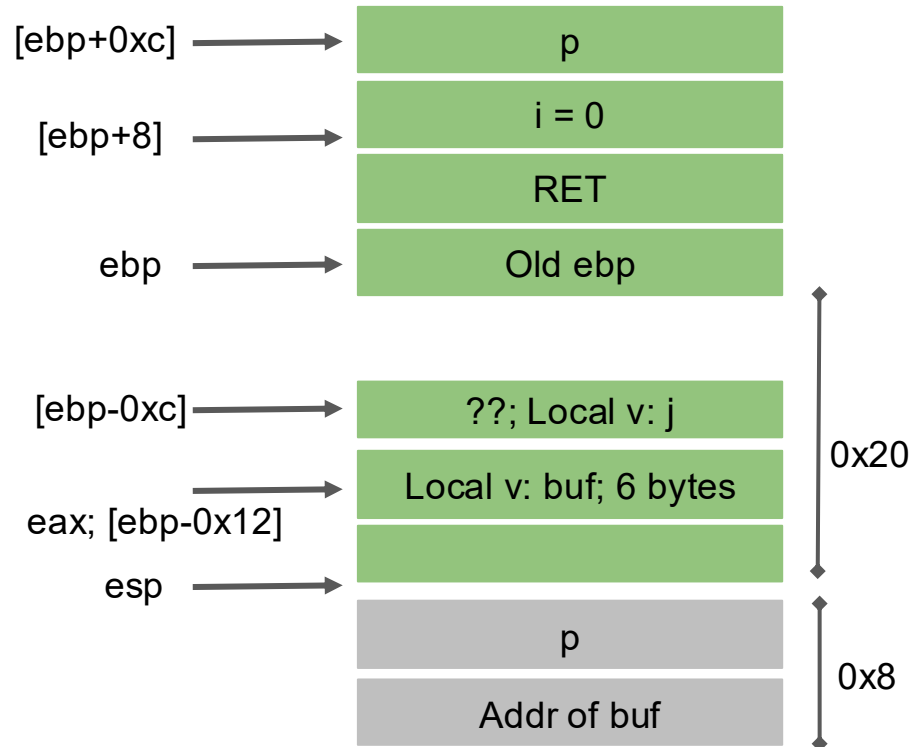 [ebp+0xc]
p
[ebp+8]
i = 0
RET
ebp
Old ebp
[ebp-0xc]
??; Local v: j
0x20
Local v: buf; 6 bytes
eax; [ebp-0x12]
esp
p
0x8
Addr of buf